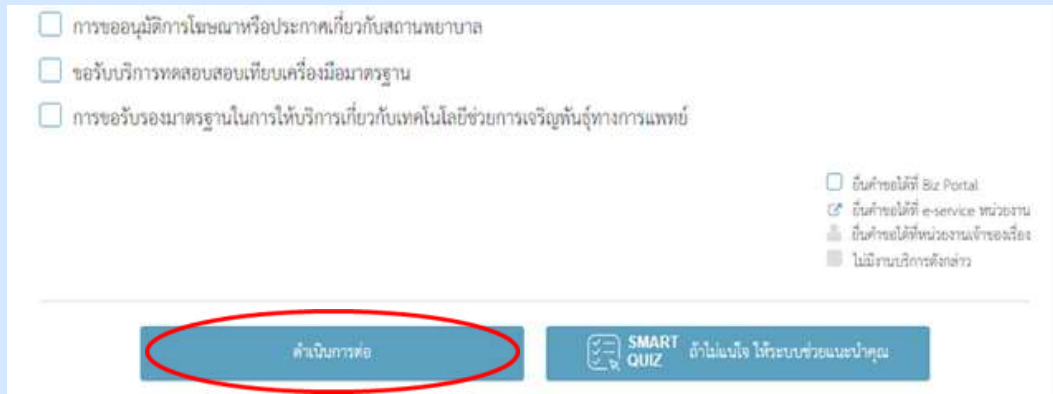 การขออนุมัติการโฆษณาหรือประกาศเกี่ยวกับสถานพยาบาล
ขอรับบริการทดสอบสอบเทียบเครื่องมือมาตรฐาน
การขอรับรองมาตรฐานในการให้บริการเกี่ยวกับเทคโนโลยีช่วยการเจริญพันธุ์ทางการแพทย์
ยื่นคำขอได้ที่ Biz Portal
ยื่นคำขอได้ที่ e-service หน่วยงาน
ยื่นคำขอได้ที่หน่วยงานเจ้าของเรื่อง
ไม่มีงานบริการดังกล่าว
ดำเนินการต่อ
SMART QUIZ ถ้าไม่แน่ใจ ให้ระบบช่วยแนะนำคุณ